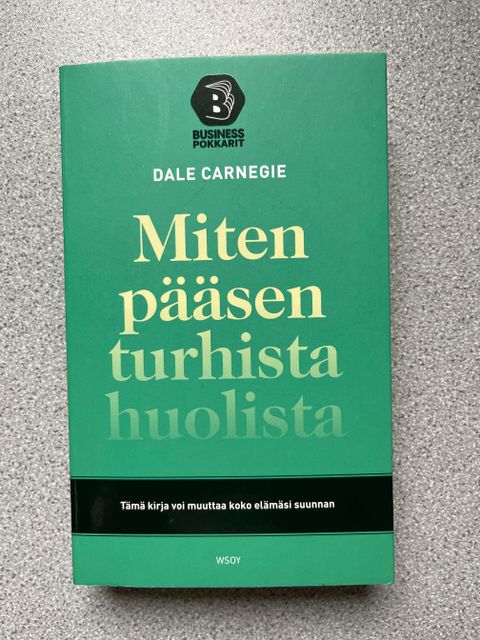 B
BUSINESS
POKKARIT
DALE CARNEGIE
Miten
pääsen
turhista
huolista
Tämä kirja voi muuttaa koko elämäsi suunnan
WSOY